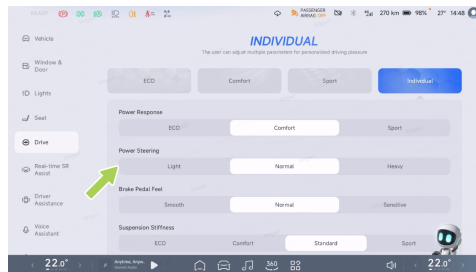 READY PASSENGER AIRBAG OFF 270 km 98% 27° 14:48
INDIVIDUAL
The user can adjust multiple parameters for personalized driving pleasure
Vehicle
Window & Door
Lights
Seat
Drive
Real-time SR Assist
Driver Assistance
Voice Assistant
ECO Comfort Sport Individual
Power Response
ECO Comfort Sport
Power Steering
Light Normal Heavy
Brake Pedal Feel
Smooth Normal Sensitive
Suspension Stiffness
ECO Comfort Standard Sport
22.0° 360 22.0°